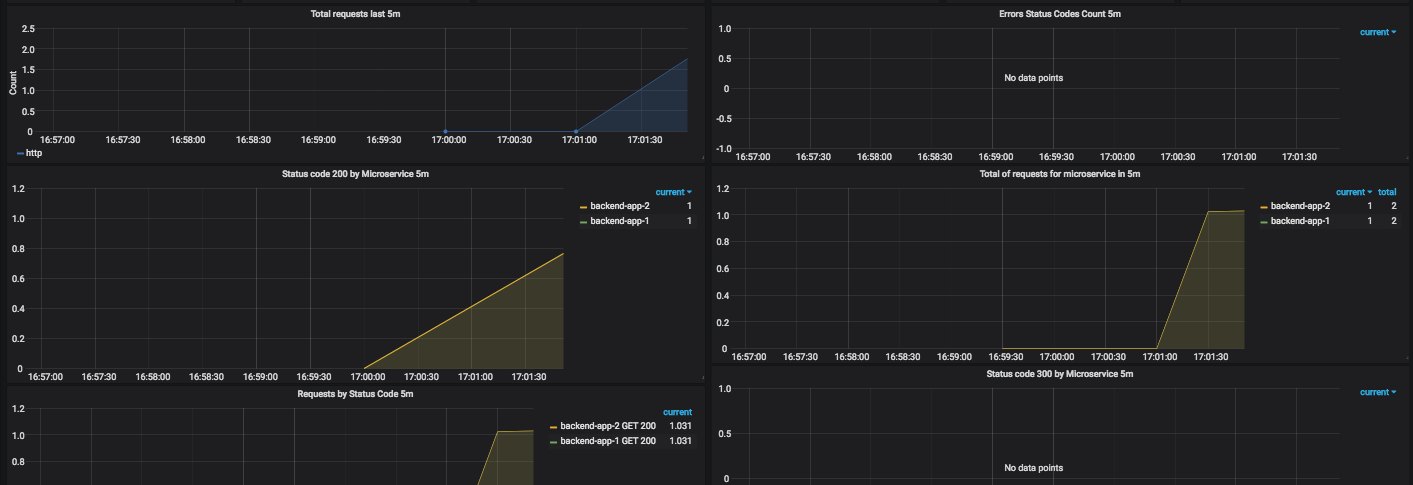 Total requests last 5m
2.5
2.0
1.5
1.0
0.5
0
Count
16:57:00 16:57:30 16:58:00 16:58:30 16:59:00 16:59:30 17:00:00 17:00:30 17:01:00 17:01:30
http
Errors Status Codes Count 5m
1.0
0.5
0
-0.5
-1.0
No data points
current
16:57:00 16:57:30 16:58:00 16:58:30 16:59:00 16:59:30 17:00:00 17:00:30 17:01:00 17:01:30
Status code 200 by Microservice 5m
1.2
1.0
0.8
0.6
0.4
0.2
0
16:57:00 16:57:30 16:58:00 16:58:30 16:59:00 16:59:30 17:00:00 17:00:30 17:01:00 17:01:30
current
backend-app-2 1
backend-app-1 1
Total of requests for microservice in 5m
1.2
1.0
0.8
0.6
0.4
0.2
0
16:57:00 16:57:30 16:58:00 16:58:30 16:59:00 16:59:30 17:00:00 17:00:30 17:01:00 17:01:30
current total
backend-app-2 1 2
backend-app-1 1 2
Requests by Status Code 5m
1.2
1.0
0.8
current
backend-app-2 GET 200 1.031
backend-app-1 GET 200 1.031
Status code 300 by Microservice 5m
1.0
0.5
0
No data points
current